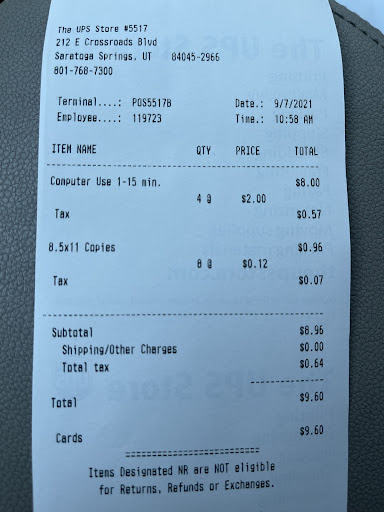 The UPS Store #5517
212 E Crossroads Blvd
Saratoga Springs, UT 84045-2966
801-768-7300
Terminal....: POS5517B Date.: 9/7/2021
Employee....: 119723 Time.: 10:58 AM
ITEM NAME QTY PRICE TOTAL
Computer Use 1-15 min. $8.00
4 @ $2.00
Tax $0.57
8.5x11 Copies $0.96
8 @ $0.12
Tax $0.07
Subtotal $8.96
Shipping/Other Charges $0.00
Total tax $0.64
Total $9.60
Cards $9.60
Items Designated NR are NOT eligible
for Returns, Refunds or Exchanges.